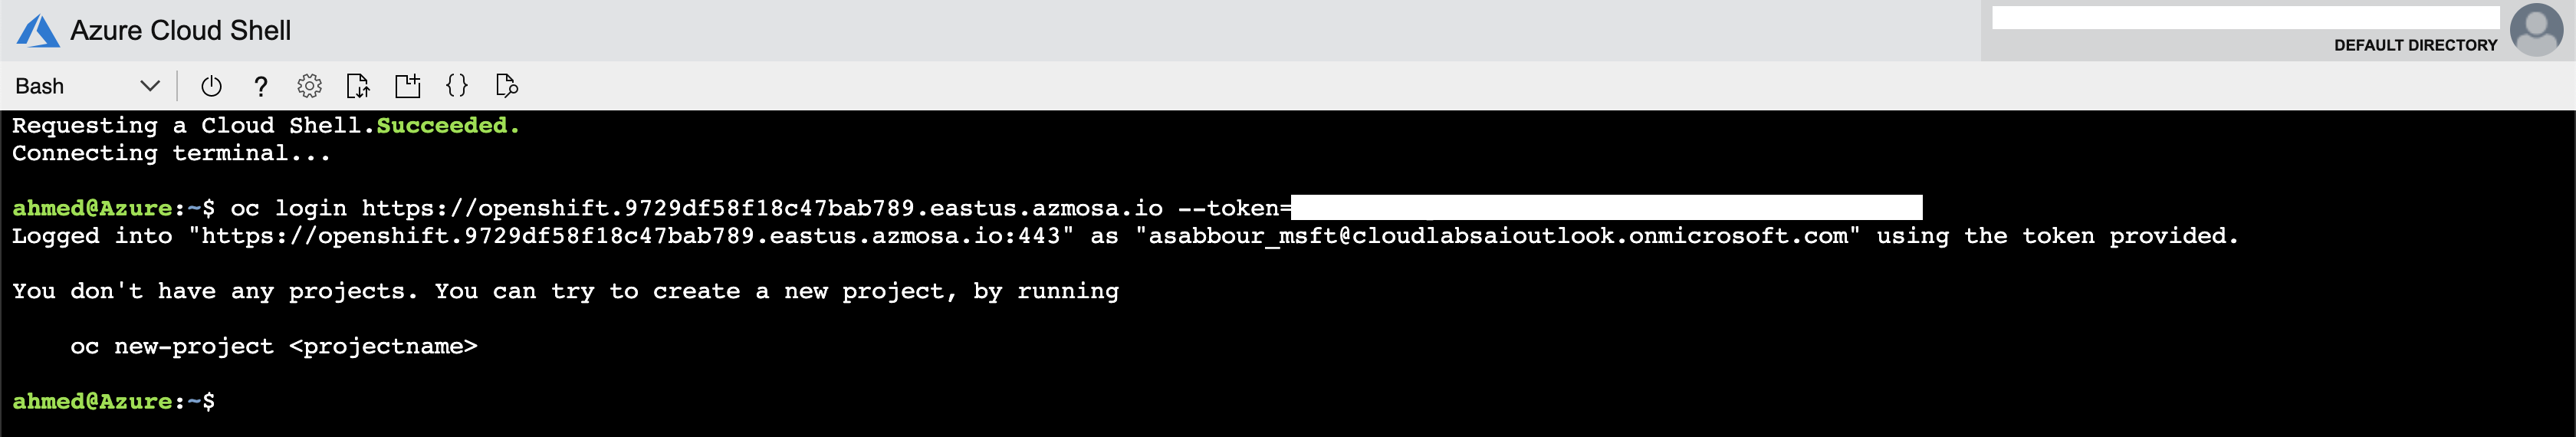 Azure Cloud Shell
DEFAULT DIRECTORY
Bash
?
{}
Requesting a Cloud Shell.Succeeded.
Connecting terminal...
ahmed@Azure:~$ oc login https://openshift.9729df58f18c47bab789.eastus.azmosa.io --token=
Logged into "https://openshift.9729df58f18c47bab789.eastus.azmosa.io:443" as "asabbour_msft@cloudlabsaioutlook.onmicrosoft.com" using the token provided.
You don't have any projects. You can try to create a new project, by running
oc new-project <projectname>
ahmed@Azure:~$